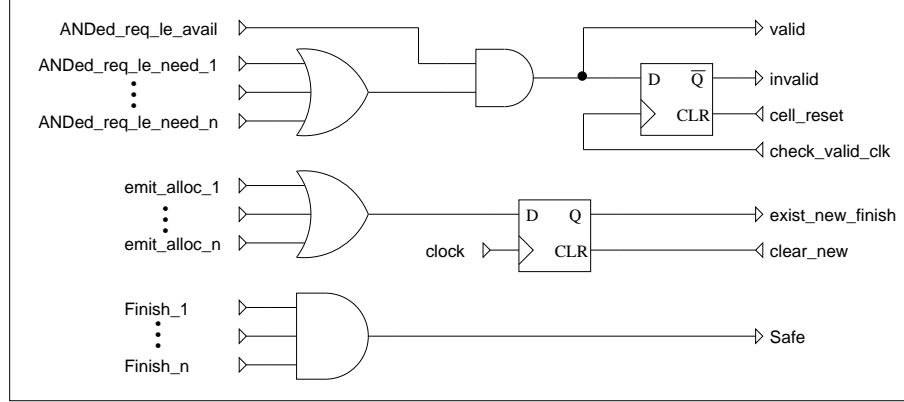 ANDed_req_le_avail
valid
ANDed_req_le_need_1
D Q
invalid
ANDed_req_le_need_n
CLR
cell_reset
check_valid_clk
emit_alloc_1
D Q
exist_new_finish
emit_alloc_n
clock
CLR
clear_new
Finish_1
Safe
Finish_n